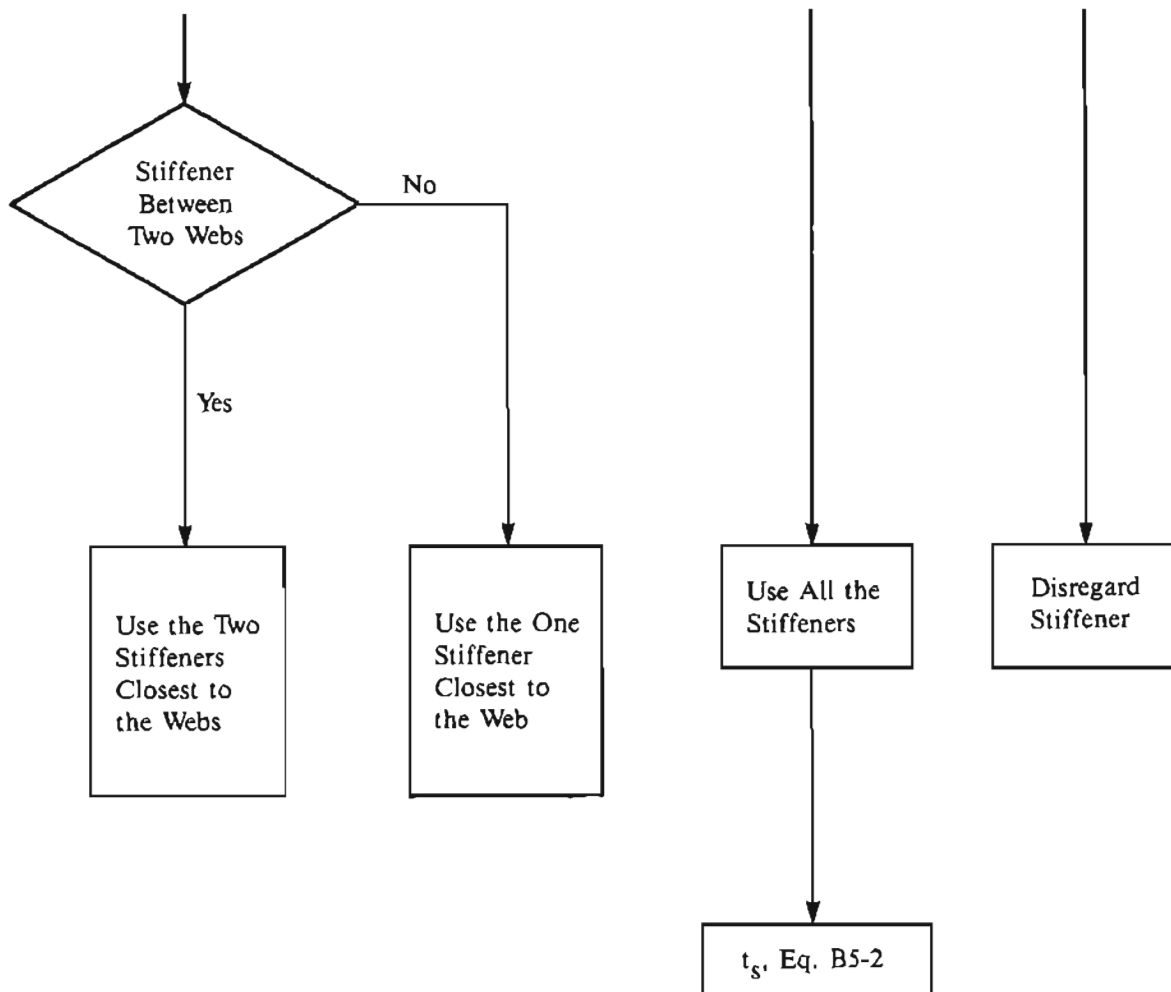 Stiffener
Between
Two Webs
No
Yes
Use the Two
Stiffeners
Closest to
the Webs
Use the One
Stiffener
Closest to
the Web
Use All the
Stiffeners
Disregard
Stiffener
ts, Eq. B5-2